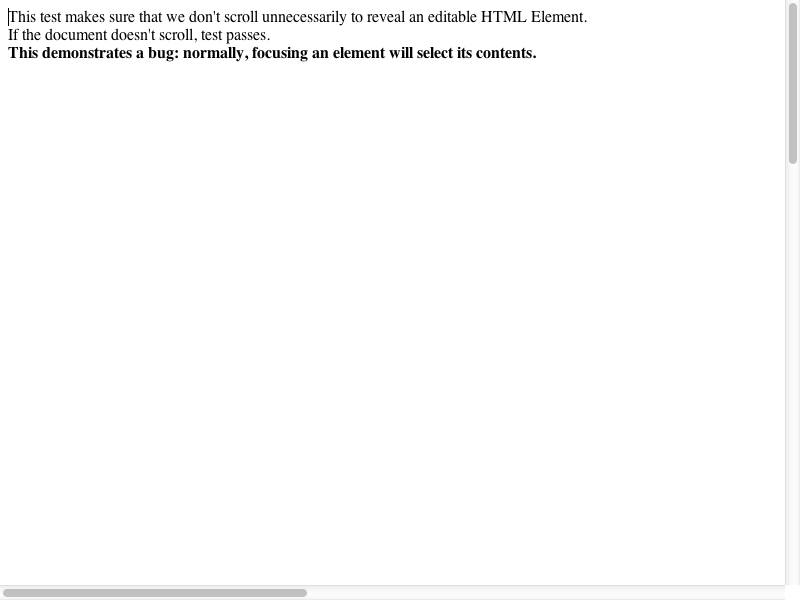 This test makes sure that we don't scroll unnecessarily to reveal an editable HTML Element.
If the document doesn't scroll, test passes.
This demonstrates a bug: normally, focusing an element will select its contents.